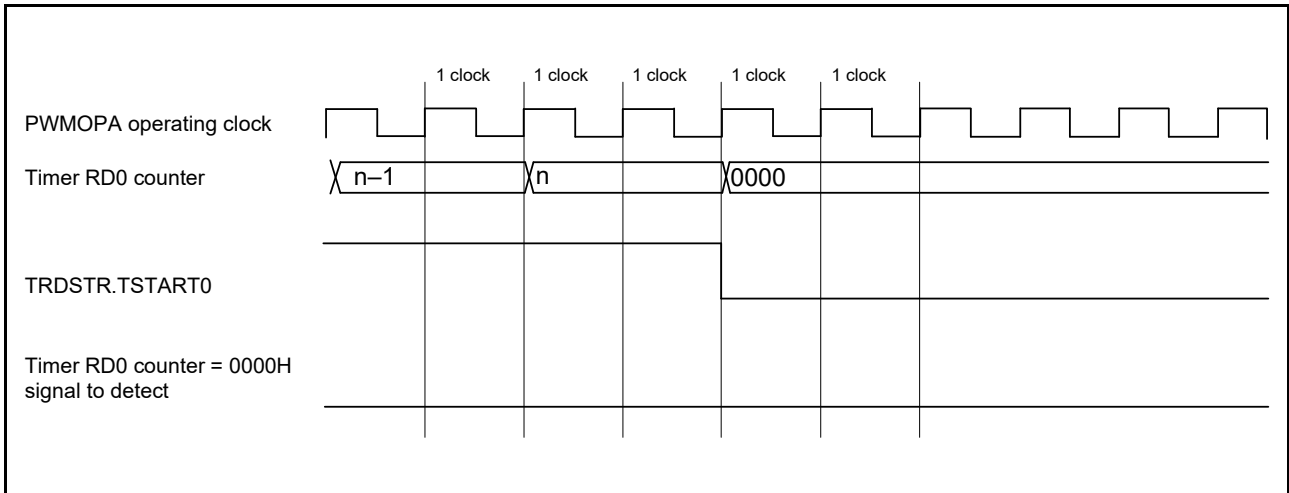 1 clock 1 clock 1 clock 1 clock 1 clock
PWMOPA operating clock
Timer RD0 counter n–1 n 0000
TRDSTR.TSTART0
Timer RD0 counter = 0000H
signal to detect